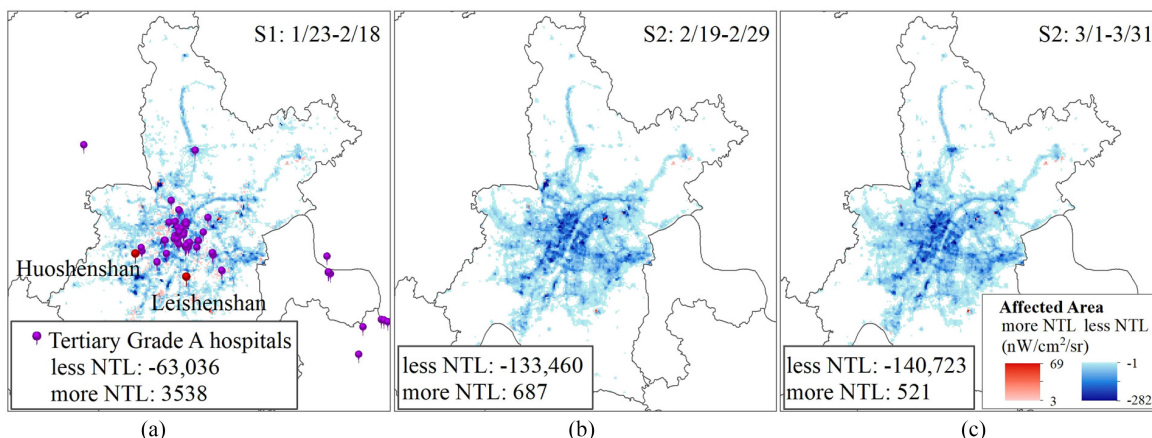 S1: 1/23-2/18
Huoshenshan
Leishenshan
Tertiary Grade A hospitals
less NTL: -63,036
more NTL: 3538
(a)
S2: 2/19-2/29
less NTL: -133,460
more NTL: 687
(b)
S2: 3/1-3/31
less NTL: -140,723
more NTL: 521
Affected Area
more NTL less NTL
(nW/cm²/sr)
69 -1
3 -282
(c)